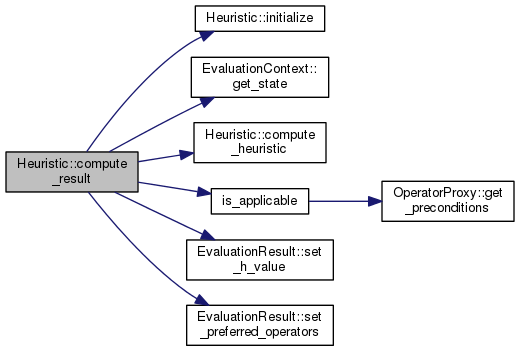 Heuristic::initialize
EvaluationContext::
get_state
Heuristic::compute
_heuristic
Heuristic::compute
_result
is_applicable
OperatorProxy::get
_preconditions
EvaluationResult::set
_h_value
EvaluationResult::set
_preferred_operators